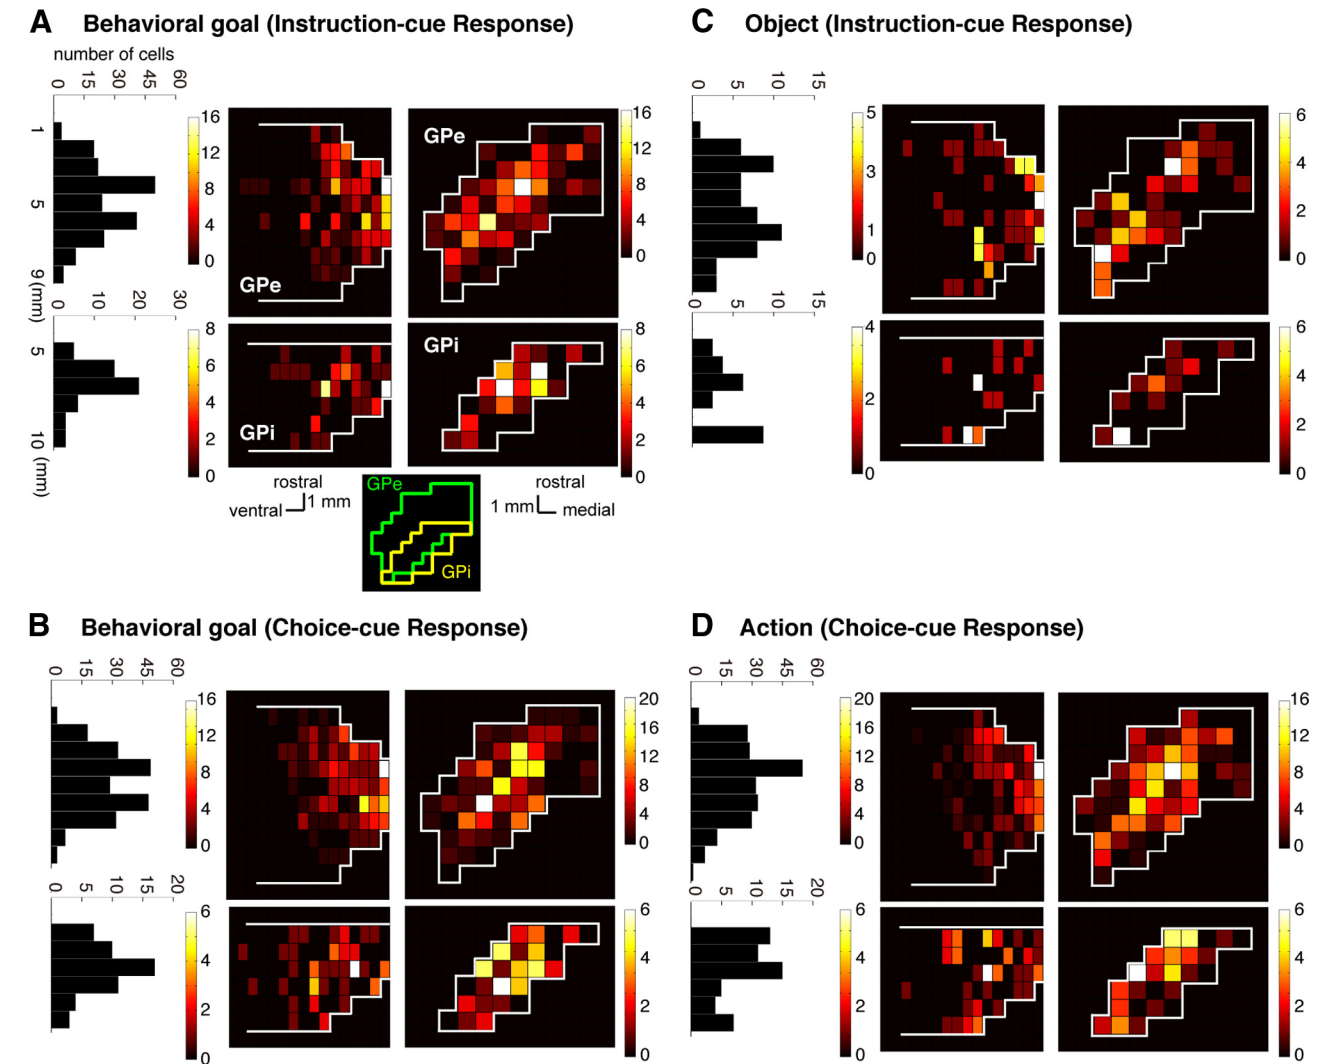 A Behavioral goal (Instruction-cue Response)
number of cells
0 15 30 45 60
1
5
9 (mm)
16
12
8
4
0
GPe
GPe
16
12
8
4
0
0 10 20 30
5
10 (mm)
8
6
4
2
0
GPi
GPi
8
6
4
2
0
rostral
ventral
1 mm
GPe
GPi
rostral
1 mm
medial
C Object (Instruction-cue Response)
0 5 10 15
5
3
1
0
6
4
2
0
0 5 10 15
4
2
0
6
4
2
0
B Behavioral goal (Choice-cue Response)
0 15 30 45 60
16
12
8
4
0
20
16
12
8
4
0
0 5 10 15 20
6
4
2
0
6
4
2
0
D Action (Choice-cue Response)
0 15 30 45 60
20
16
12
8
4
0
16
12
8
4
0
0 5 10 15 20
6
4
2
0
6
4
2
0